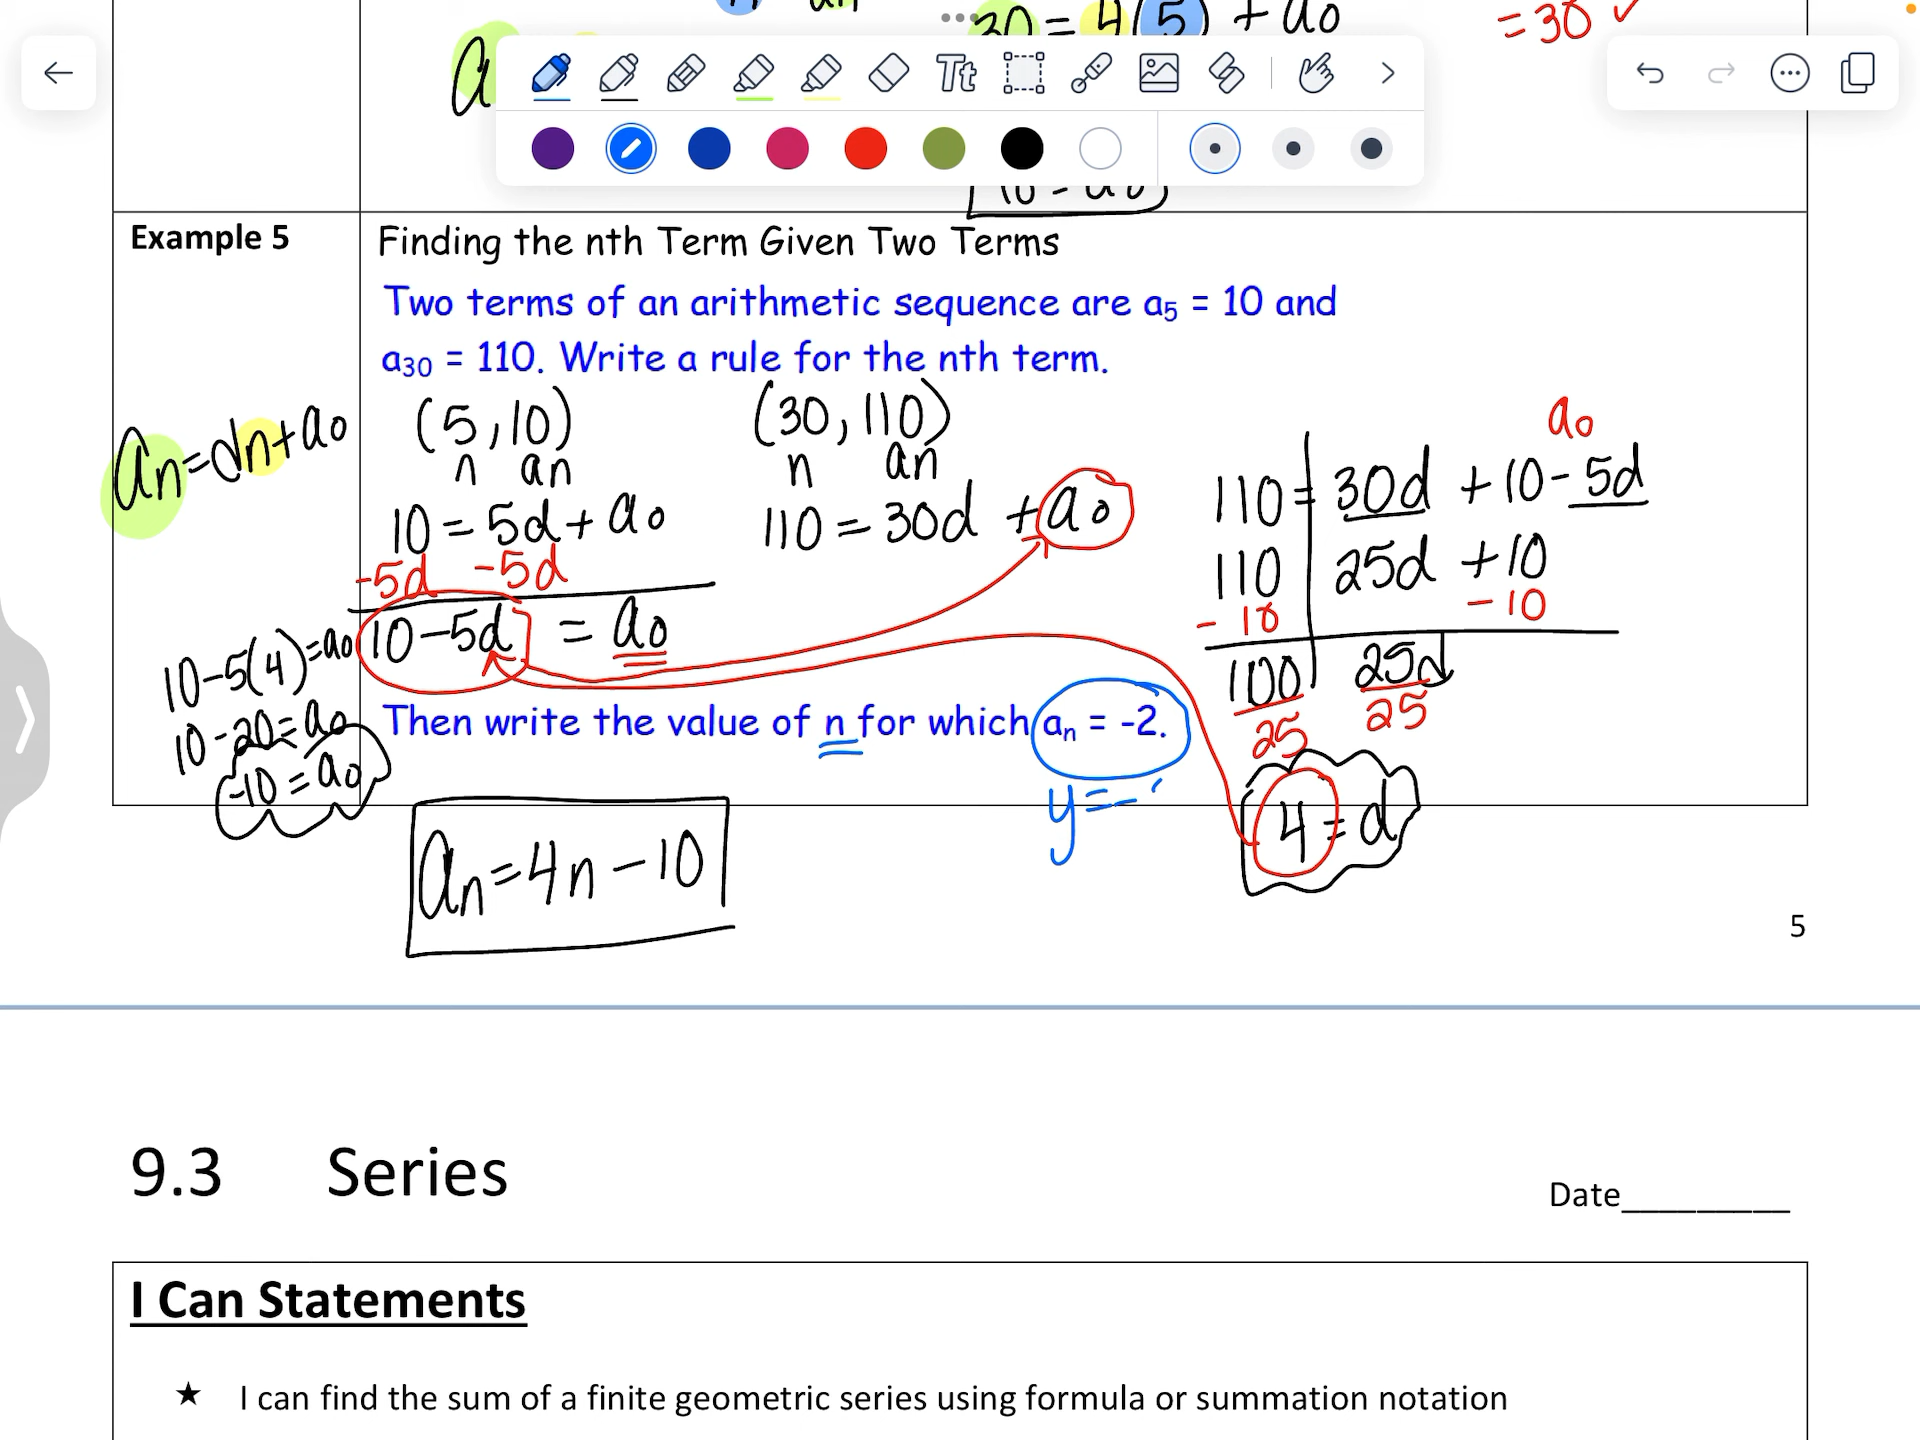 30 = 4(5) + a0
= 30 ✓
a
Tt
10 = a0
Example 5
Finding the nth Term Given Two Terms
Two terms of an arithmetic sequence are a5 = 10 and
a30 = 110. Write a rule for the nth term.
an = dn + a0
(5, 10)
n an
10 = 5d + a0
-5d -5d
10 - 5d = a0
(30, 110)
n an
110 = 30d + a0
a0
110 = 30d + 10 - 5d
110 25d + 10
- 10 - 10
100 25d
25 25
4 = d
10 - 5(4) = a0
10 - 20 = a0
-10 = a0
Then write the value of n for which an = -2.
y = -
an = 4n - 10
5
9.3 Series
Date_________
I Can Statements
★ I can find the sum of a finite geometric series using formula or summation notation